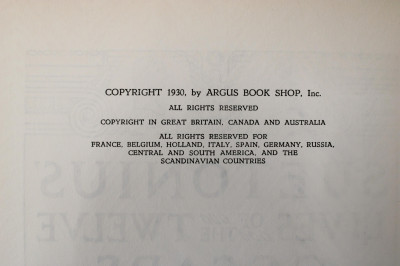 COPYRIGHT 1930, by ARGUS BOOK SHOP, Inc.
ALL RIGHTS RESERVED
COPYRIGHT IN GREAT BRITAIN, CANADA AND AUSTRALIA
ALL RIGHTS RESERVED FOR
FRANCE, BELGIUM, HOLLAND, ITALY, SPAIN, GERMANY, RUSSIA,
CENTRAL AND SOUTH AMERICA, AND THE
SCANDINAVIAN COUNTRIES